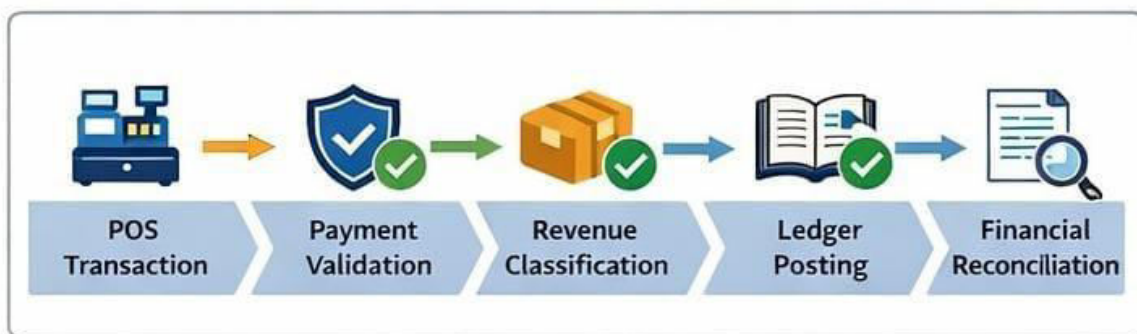 POS
Transaction
Payment
Validation
Revenue
Classification
Ledger
Posting
Financial
Reconciliation